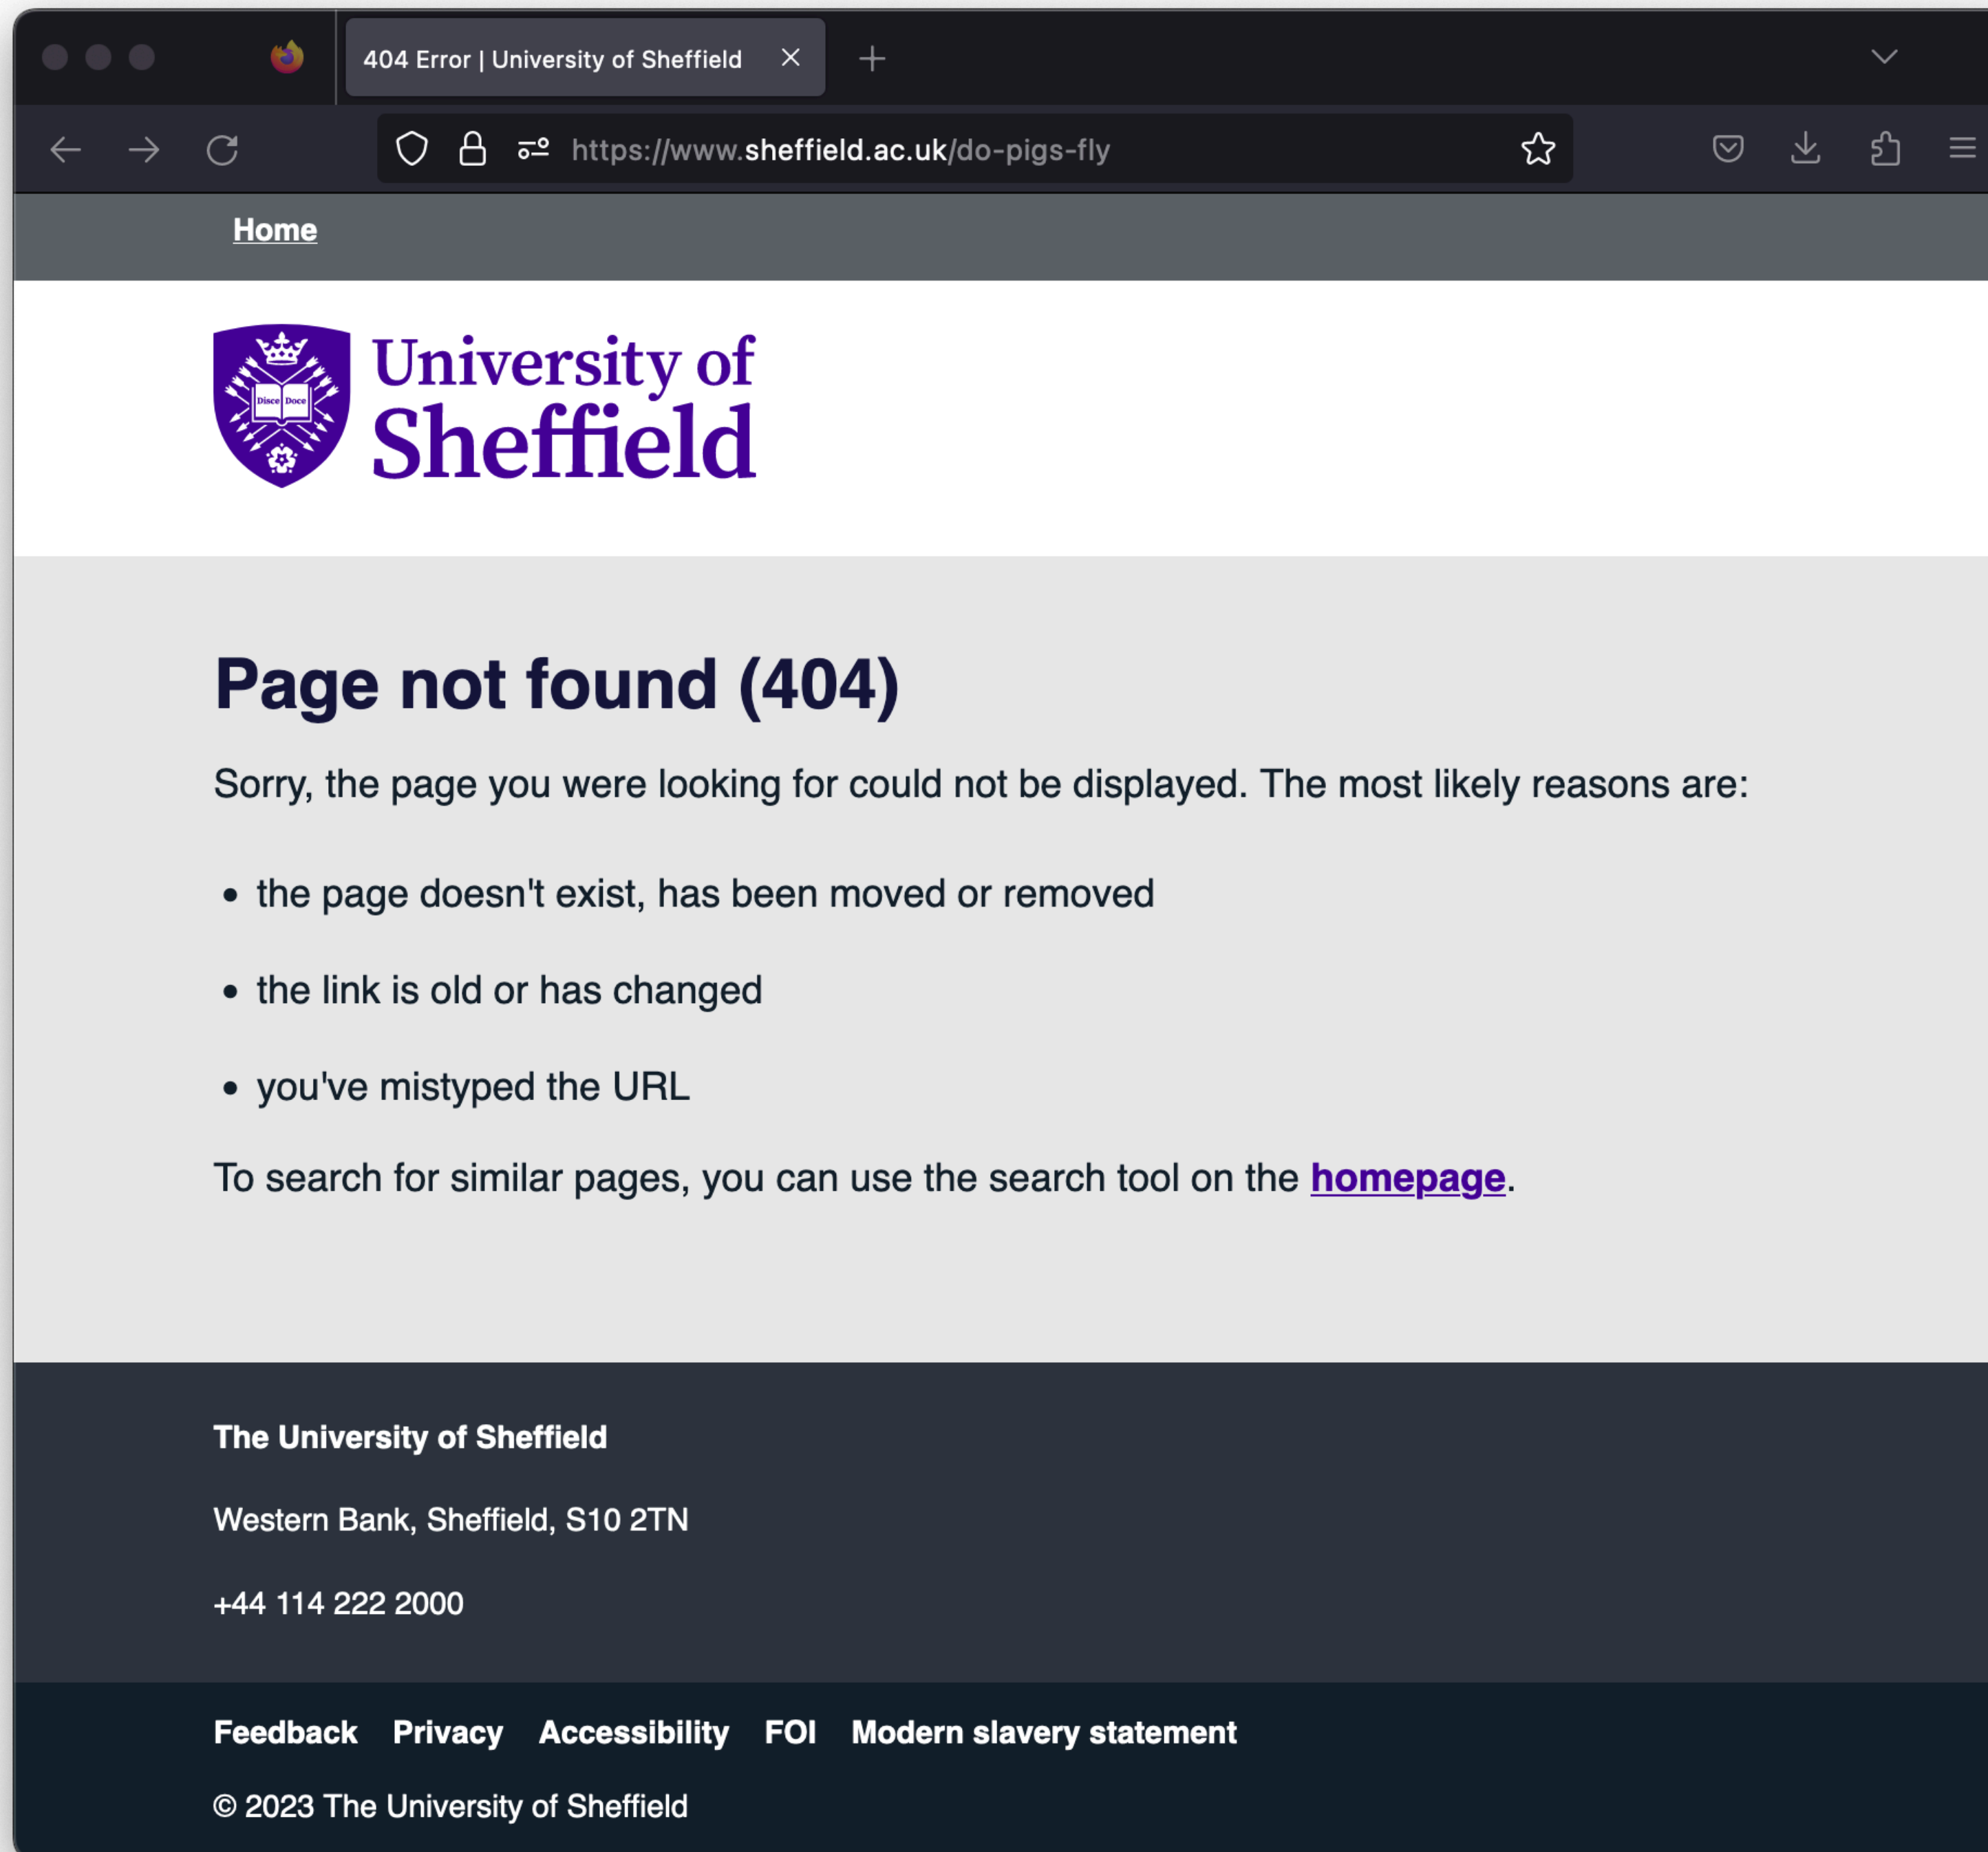 404 Error | University of Sheffield
https://www.sheffield.ac.uk/do-pigs-fly
Home
Disce Doce
University of
Sheffield
Page not found (404)
Sorry, the page you were looking for could not be displayed. The most likely reasons are:
• the page doesn't exist, has been moved or removed
• the link is old or has changed
• you've mistyped the URL
To search for similar pages, you can use the search tool on the homepage.
The University of Sheffield
Western Bank, Sheffield, S10 2TN
+44 114 222 2000
Feedback Privacy Accessibility FOI Modern slavery statement
© 2023 The University of Sheffield